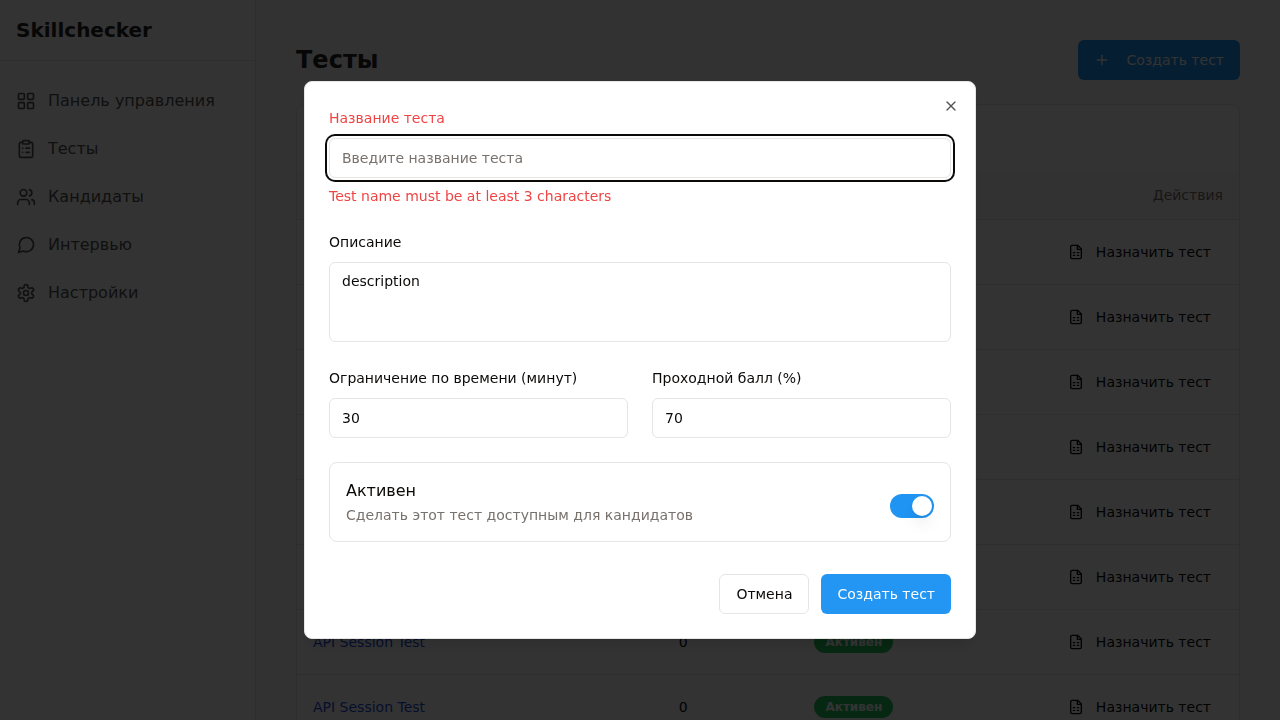 Skillchecker
Панель управления
Тесты
Кандидаты
Интервью
Настройки
Тесты
Создать тест
Название теста
Введите название теста
Test name must be at least 3 characters
Описание
description
Ограничение по времени (минут)
Проходной балл (%)
30
70
Активен
Сделать этот тест доступным для кандидатов
Отмена
Создать тест
Действия
Назначить тест
Назначить тест
Назначить тест
Назначить тест
Назначить тест
Назначить тест
API Session Test 0 Активен Назначить тест
API Session Test 0 Активен Назначить тест